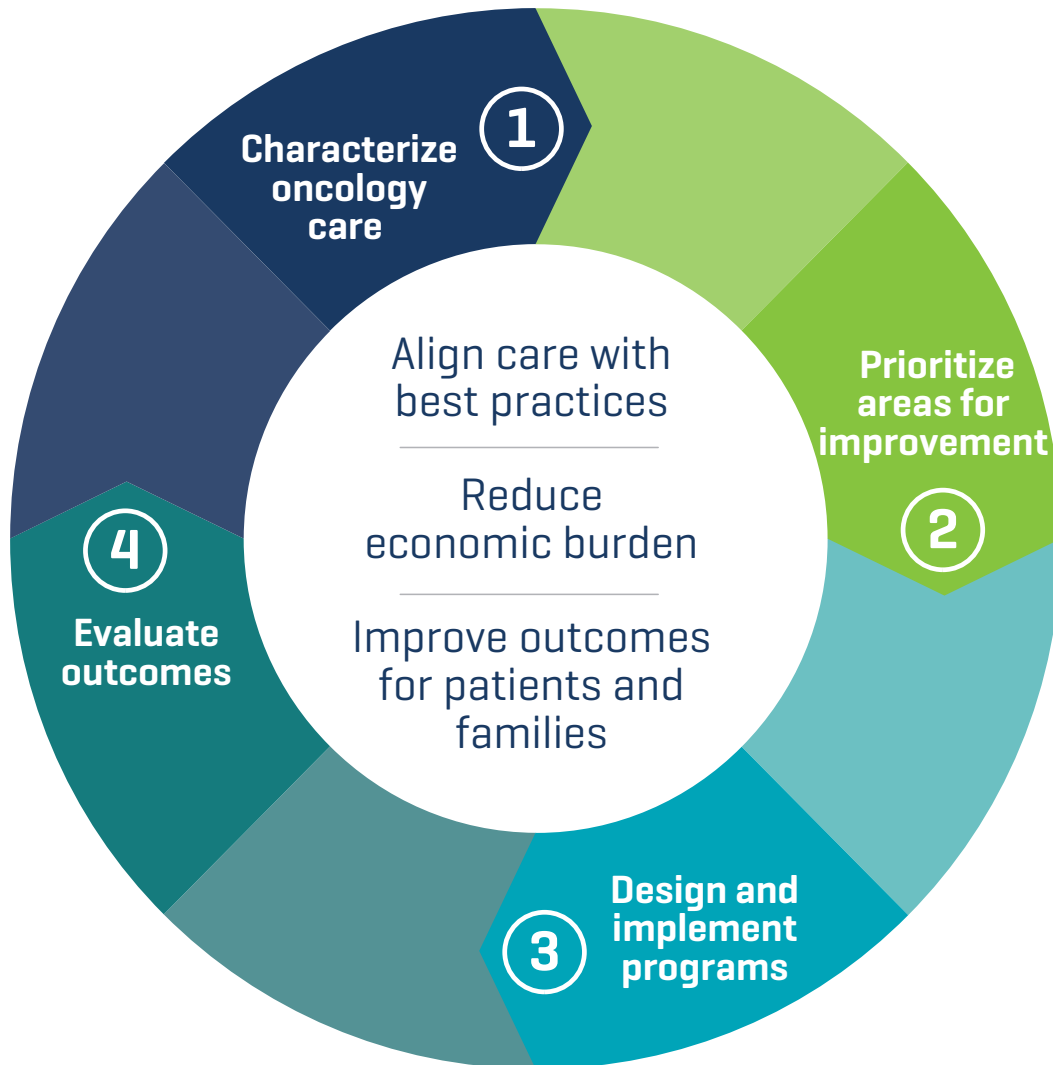 1
Characterize
oncology
care
Prioritize
areas for
improvement
2
3
Design and
implement
programs
4
Evaluate
outcomes
Align care with
best practices
Reduce
economic burden
Improve outcomes
for patients and
families